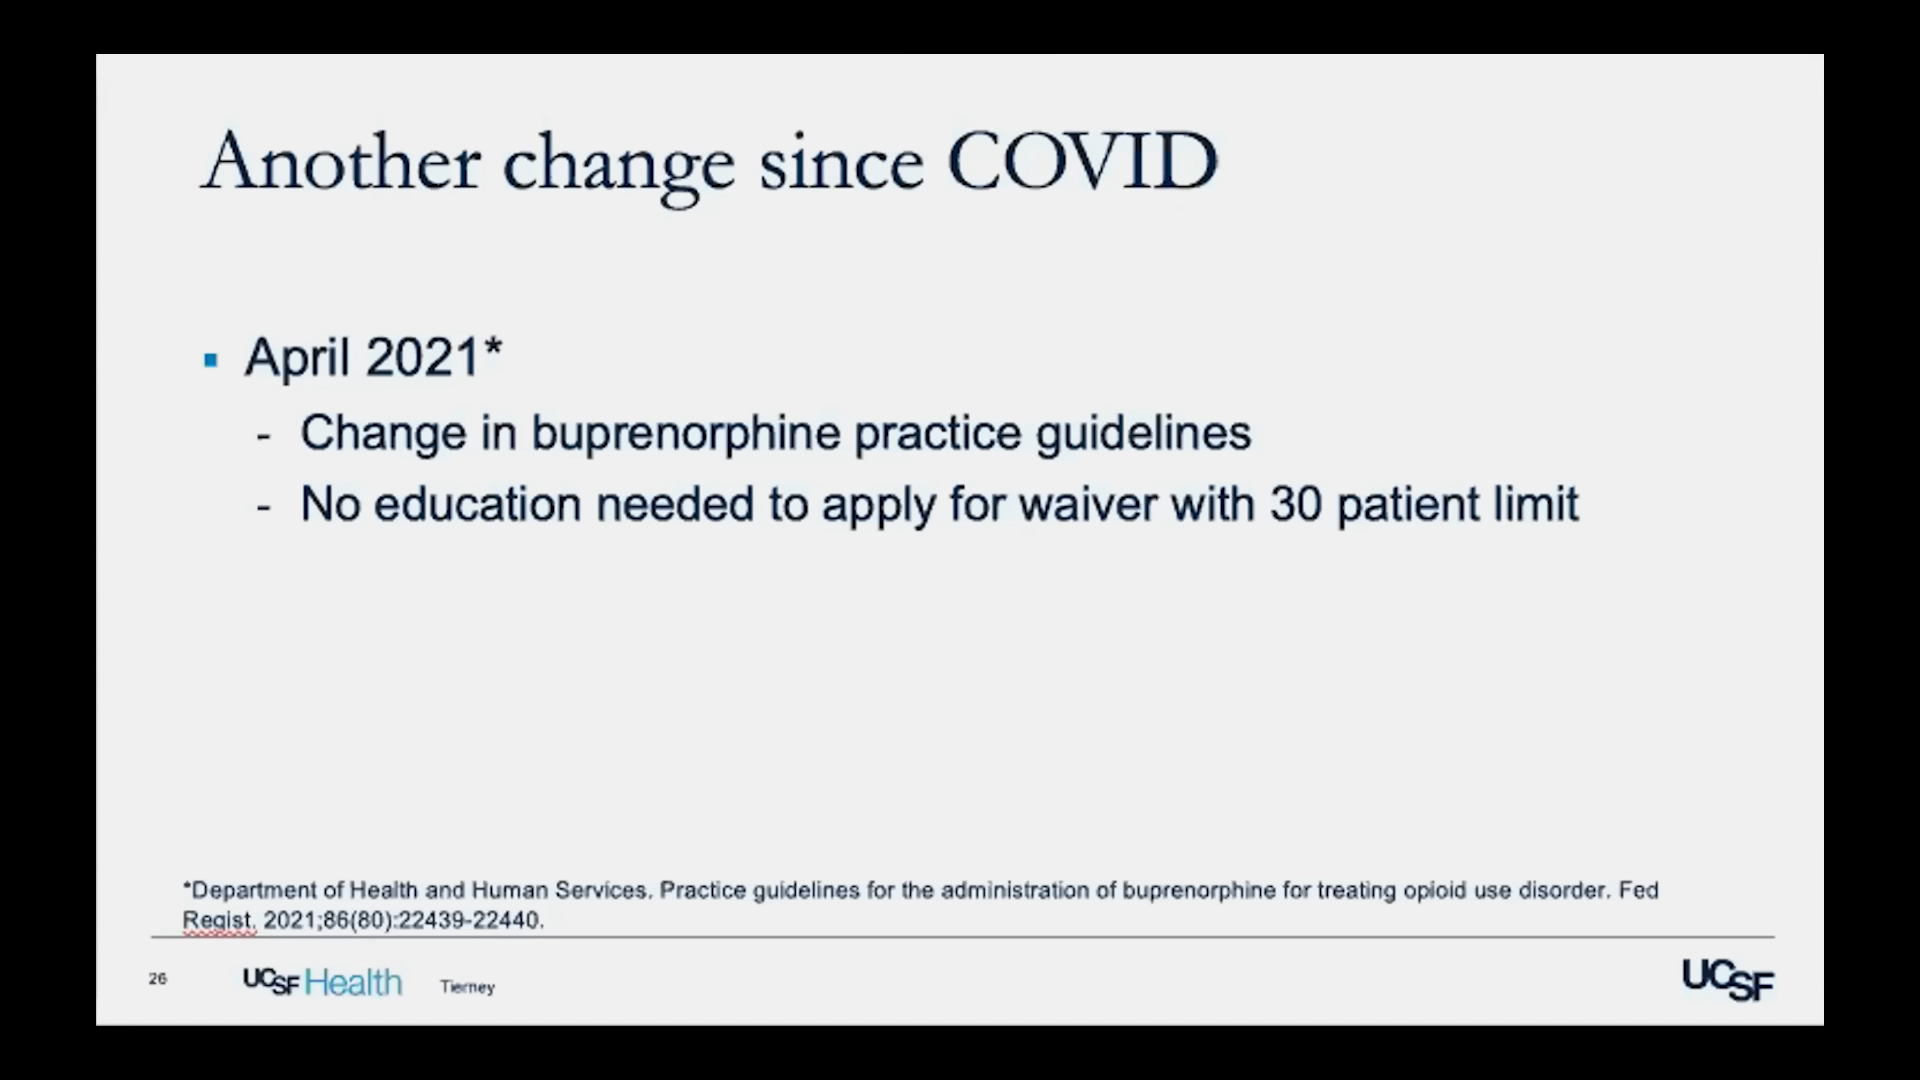 Another change since COVID
▪ April 2021*
- Change in buprenorphine practice guidelines
- No education needed to apply for waiver with 30 patient limit
*Department of Health and Human Services. Practice guidelines for the administration of buprenorphine for treating opioid use disorder. Fed
Regist. 2021;86(80):22439-22440.
26 UCSF Health Tierney UCSF